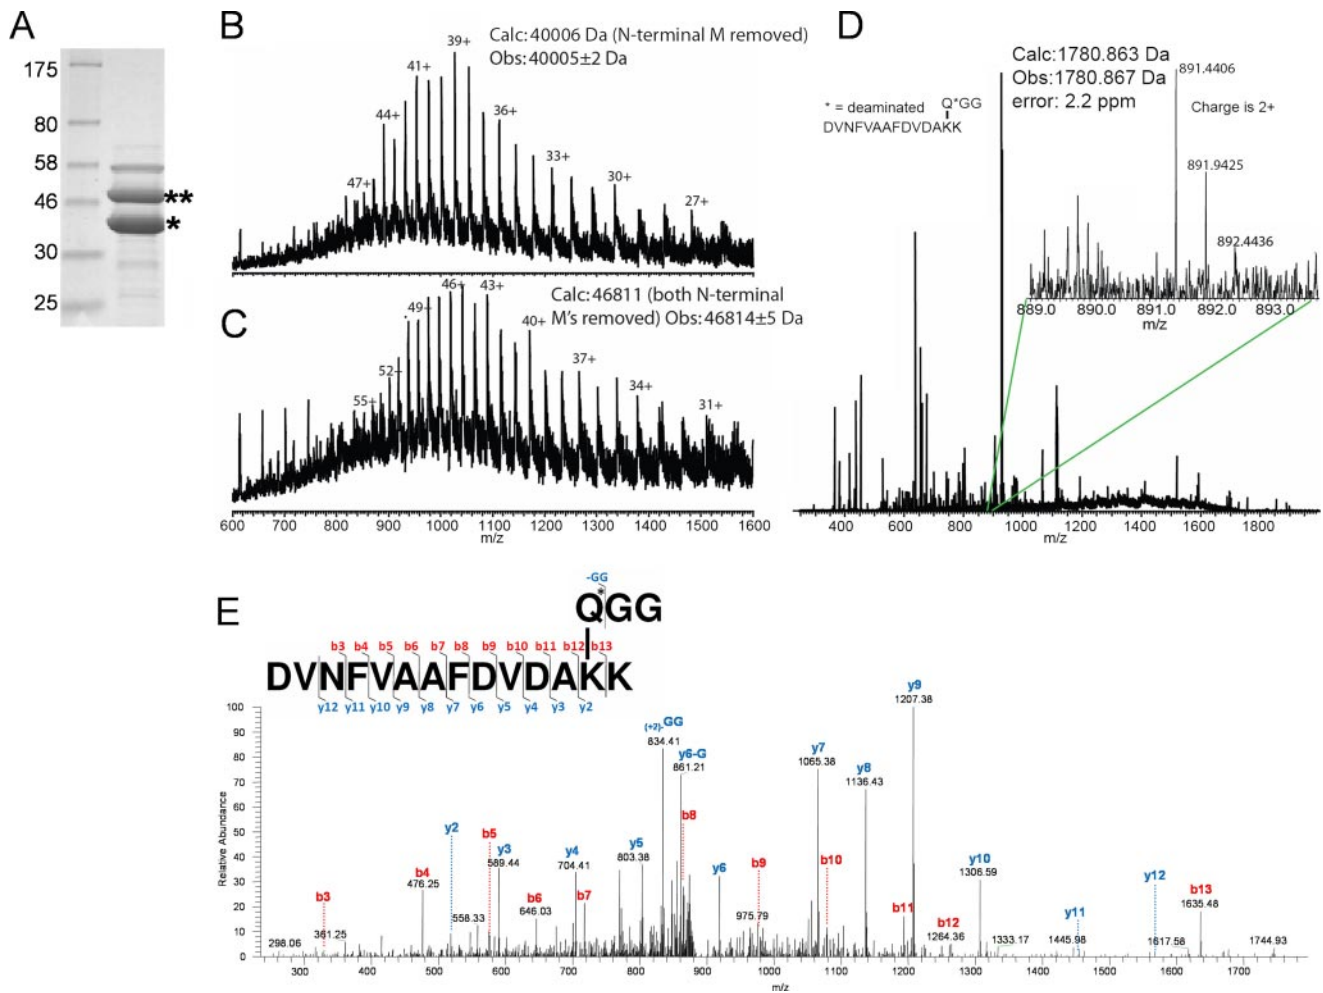 A
175
80
58
46
30
25
**
*
B
Calc:40006 Da (N-terminal M removed)
Obs:40005±2 Da
39+
41+
44+
47+
36+
33+
30+
27+
C
Calc:46811 (both N-terminal
M's removed) Obs:46814±5 Da
46+
49+
43+
52+
55+
40+
37+
34+
31+
600 700 800 900 1000 1100 1200 1300 1400 1500 1600
m/z
D
Calc:1780.863 Da
Obs:1780.867 Da
error: 2.2 ppm
* = deaminated
Q*GG
DVNFVAAFDVDAKK
891.4406
Charge is 2+
891.9425
892.4436
889.0 890.0 891.0 892.0 893.0
m/z
400 600 800 1000 1200 1400 1600 1800
m/z
E
-GG
Q*GG
b3 b4 b5 b6 b7 b8 b9 b10 b11 b12 b13
DVNFVAAFDVDAKK
y12 y11 y10 y9 y8 y7 y6 y5 y4 y3 y2
Relative Abundance
100
90
80
70
60
50
40
30
20
10
0
298.06
b3
361.25
b4
476.25
y2
558.33
b5
y3
589.44
b6
646.03
y4
704.41
b7
y5
803.38
(+2)-GG
834.41
y6-G
861.21
b8
y6
b9
975.79
y7
1065.38
b10
y8
1136.43
b11
y9
1207.38
b12
1264.36
y10
1306.59
1333.17
y11
1445.98
y12
1617.58
b13
1635.48
1744.93
300 400 500 600 700 800 900 1000 1100 1200 1300 1400 1500 1600 1700
m/z